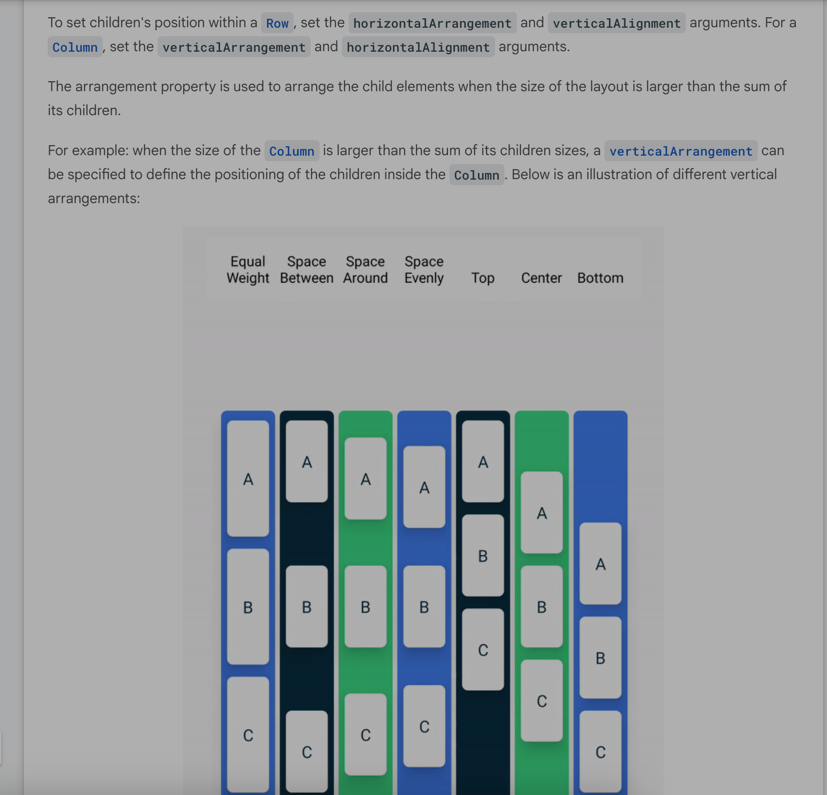 To set children's position within a Row , set the horizontalArrangement and verticalAlignment arguments. For a
Column , set the verticalArrangement and horizontalAlignment arguments.
The arrangement property is used to arrange the child elements when the size of the layout is larger than the sum of
its children.
For example: when the size of the Column is larger than the sum of its children sizes, a verticalArrangement can
be specified to define the positioning of the children inside the Column . Below is an illustration of different vertical
arrangements:
Equal Space Space Space
Weight Between Around Evenly Top Center Bottom
A A A A A A A
B B B B B B B
C C C C C C C